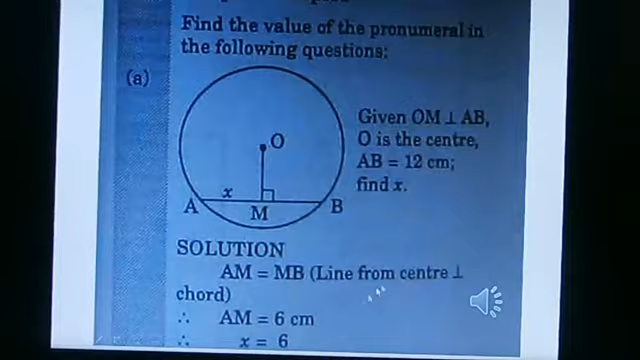 Find the value of the pronumeral in
the following questions:
(a)
Given OM ⊥ AB,
O is the centre,
AB = 12 cm;
find x.
O
x
A
M
B
SOLUTION
AM = MB (Line from centre ⊥
chord)
∴ AM = 6 cm
∴ x = 6